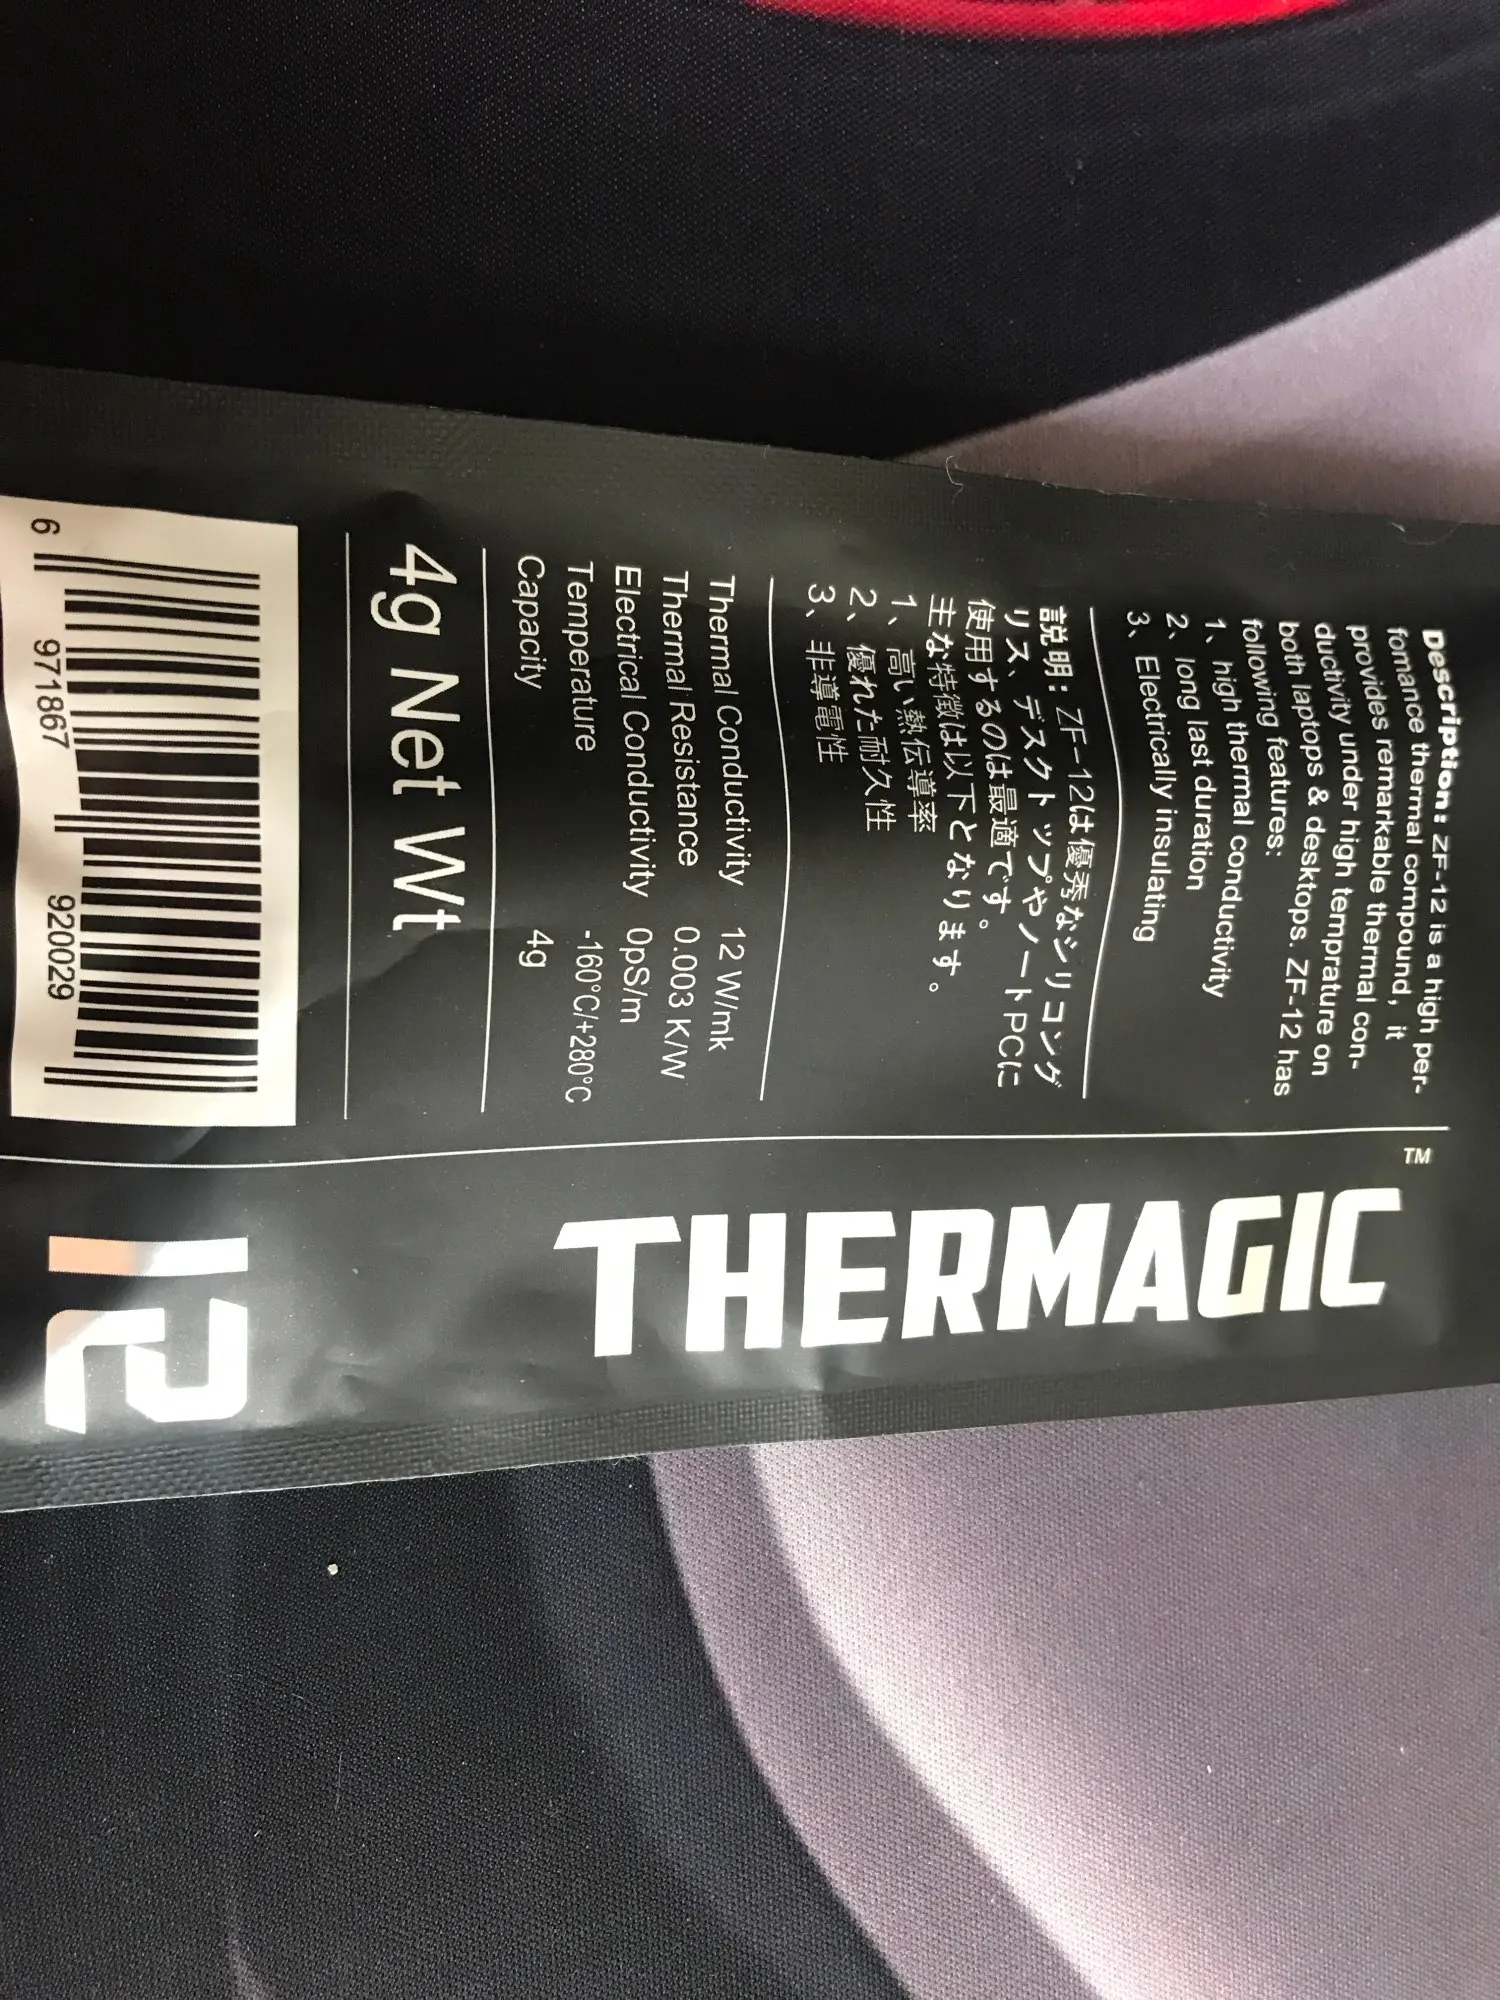 Description: ZF-12 is a high per-
fomance thermal compound, it
provides remarkable thermal con-
ductivity under high temprature on
both laptops & desktops. ZF-12 has
following features:
1、high thermal conductivity
2、long last duration
3、Electrically insulating
説明：ZF-12は優秀なシリコング
リス、デスクトップやノートPCに
使用するのは最適です。
主な特徴は以下となります。
1、高い熱伝導率
2、優れた耐久性
3、非導電性
Thermal Conductivity 12 W/mk
Thermal Resistance 0.003 K/W
Electrical Conductivity 0pS/m
Temperature -160°C/+280°C
Capacity 4g
4g Net Wt
6 971867 920029
THERMAGIC™
12